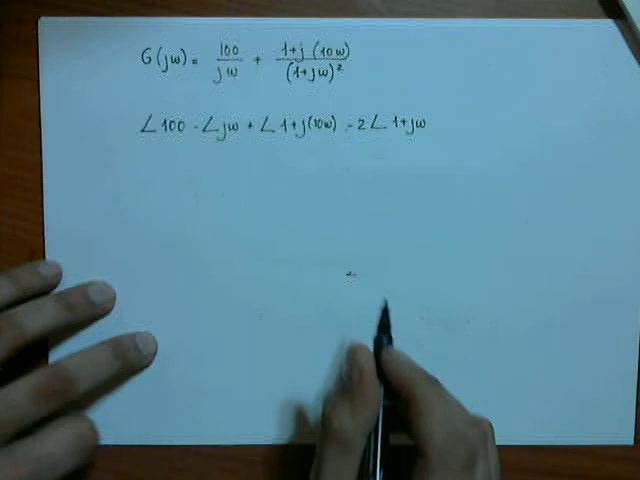 G(jω) = 100/jω + 1+j(10ω)/(1+jω)²
∠100 - ∠jω + ∠1+j(10ω) - 2∠1+jω